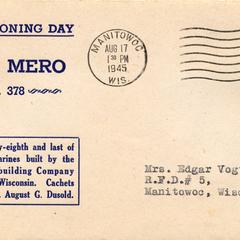 ONING DAY
MERO
378
MANITOWOC
AUG 17
1 30 PM
1945
WIS.
y-eighth and last of
rines built by the
building Company
Wisconsin. Cachets
. August G. Dusold.
Mrs. Edgar Vog
R.F.D.# 5,
Manitowoc, Wisc